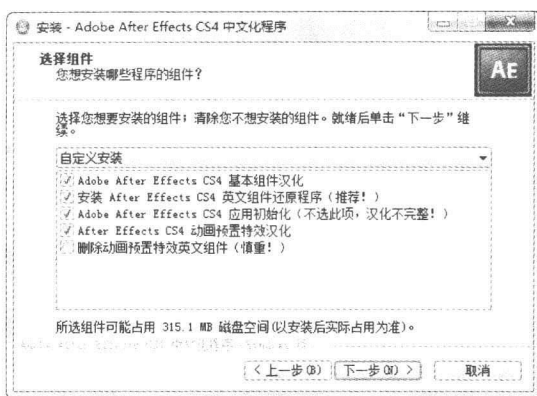 安装 - Adobe After Effects CS4 中文化程序
选择组件
您想安装哪些程序的组件？
AE
选择您想要安装的组件；清除您不想安装的组件。就绪后单击“下一步”继
续。
自定义安装
Adobe After Effects CS4 基本组件汉化
安装 After Effects CS4 英文组件还原程序（推荐！）
Adobe After Effects CS4 应用初始化（不选此项，汉化不完整！）
After Effects CS4 动画预置特效汉化
删除动画预置特效英文组件（慎重！）
所选组件可能占用 315.1 MB 磁盘空间(以安装后实际占用为准)。
< 上一步(B) 下一步(N) > 取消